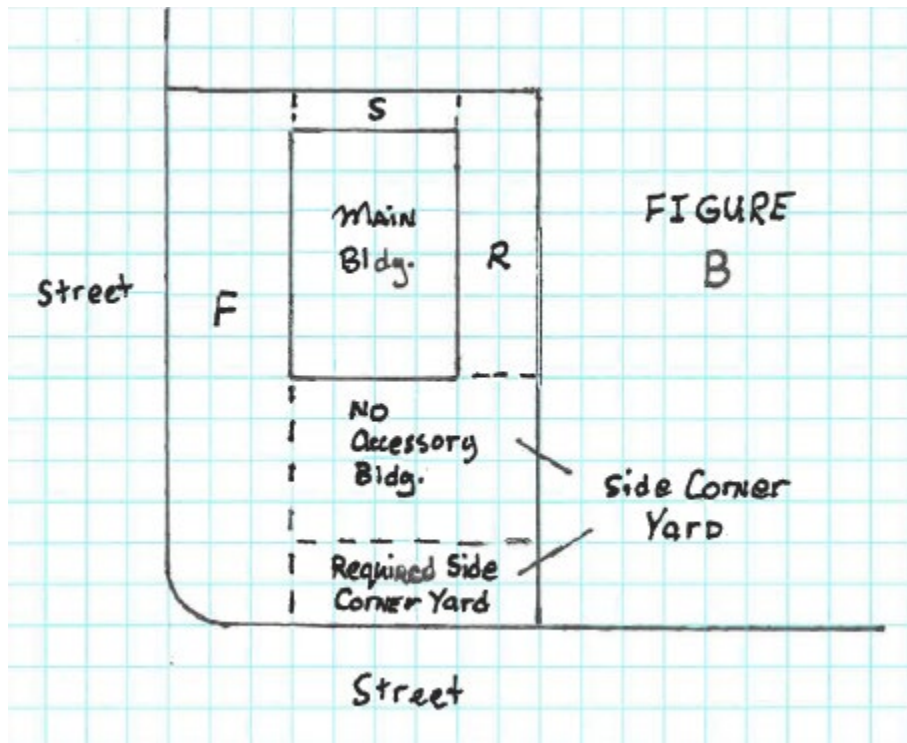 S
Main
Bldg.
R
FIGURE
B
Street
F
NO
Accessory
Bldg.
Side Corner
Yard
Required Side
Corner Yard
Street